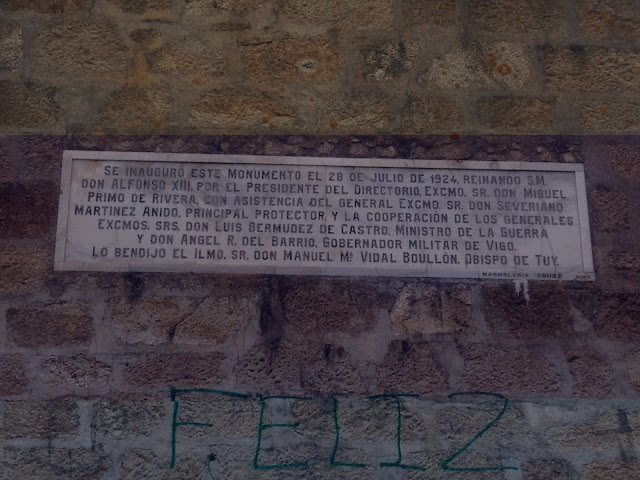 SE INAUGURÓ ESTE MONUMENTO EL 28 DE JULIO DE 1924, REINANDO S.M.
DON ALFONSO XIII, POR EL PRESIDENTE DEL DIRECTORIO, EXCMO. SR. DON MIGUEL
PRIMO DE RIVERA, CON ASISTENCIA DEL GENERAL EXCMO. SR. DON SEVERIANO
MARTINEZ ANIDO, PRINCIPAL PROTECTOR, Y LA COOPERACIÓN DE LOS GENERALES
EXCMOS. SRS. DON LUIS BERMUDEZ DE CASTRO, MINISTRO DE LA GUERRA
Y DON ANGEL R. DEL BARRIO, GOBERNADOR MILITAR DE VIGO.
LO BENDIJO EL ILMO. SR. DON MANUEL Mª VIDAL BOULLÓN, OBISPO DE TUY.
MARMOLERIA
FELIZ